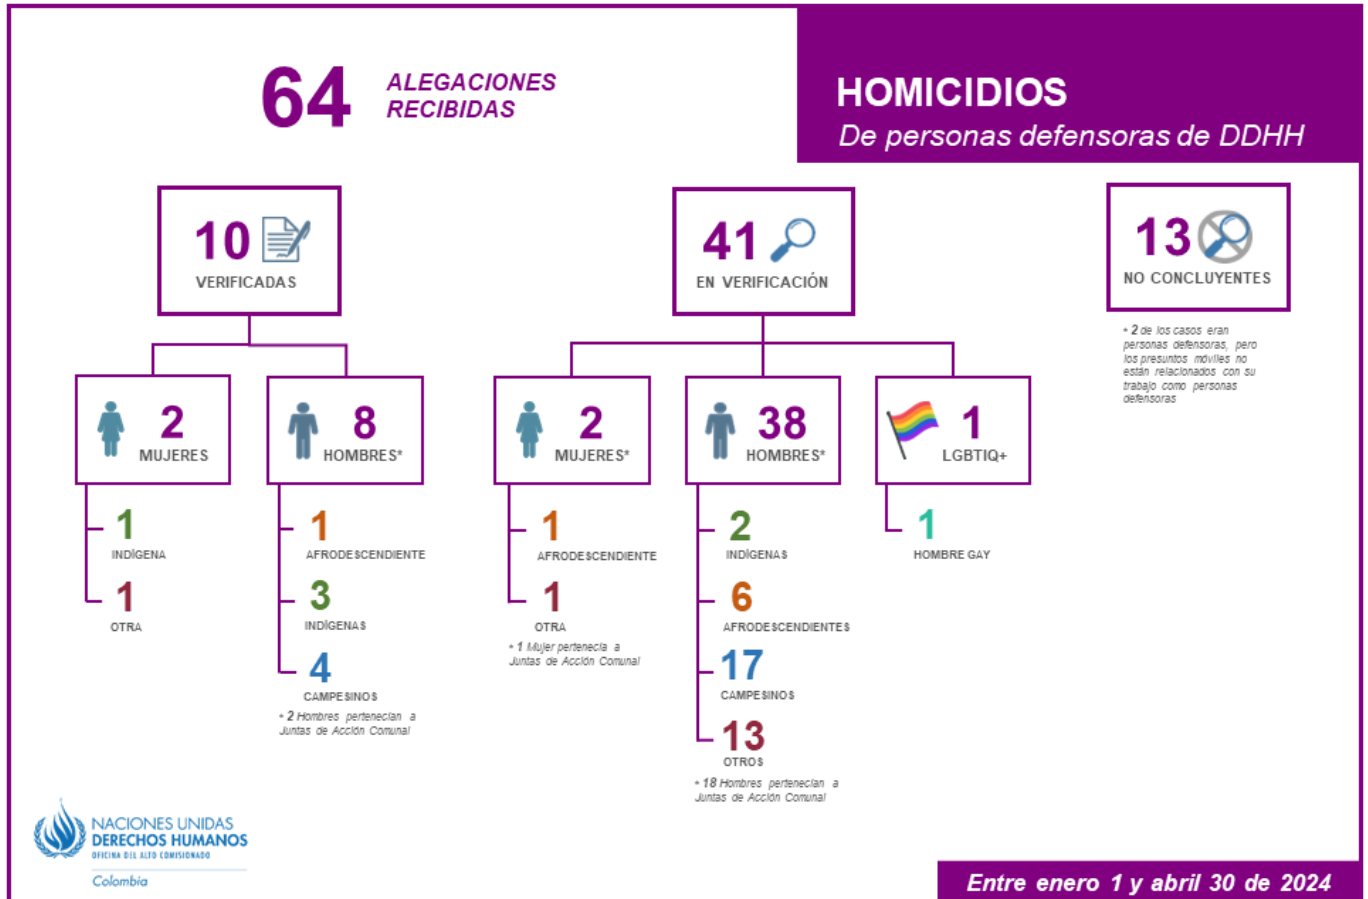 64
ALEGACIONES
RECIBIDAS
HOMICIDIOS
De personas defensoras de DDHH
10
VERIFICADAS
2
MUJERES
1
INDÍGENA
1
OTRA
8
HOMBRES*
1
AFRODESCENDIENTE
3
INDÍGENAS
4
CAMPESINOS
* 2 Hombres pertenecían a
Juntas de Acción Comunal
41
EN VERIFICACIÓN
2
MUJERES*
1
AFRODESCENDIENTE
1
OTRA
* 1 Mujer pertenecía a
Juntas de Acción Comunal
38
HOMBRES*
2
INDÍGENAS
6
AFRODESCENDIENTES
17
CAMPESINOS
13
OTROS
* 18 Hombres pertenecían a
Juntas de Acción Comunal
1
LGBTIQ+
1
HOMBRE GAY
13
NO CONCLUYENTES
* 2 de los casos eran
personas defensoras, pero
los presuntos móviles no
están relacionados con su
trabajo como personas
defensoras
NACIONES UNIDAS
DERECHOS HUMANOS
OFICINA DEL ALTO COMISIONADO
Colombia
Entre enero 1 y abril 30 de 2024